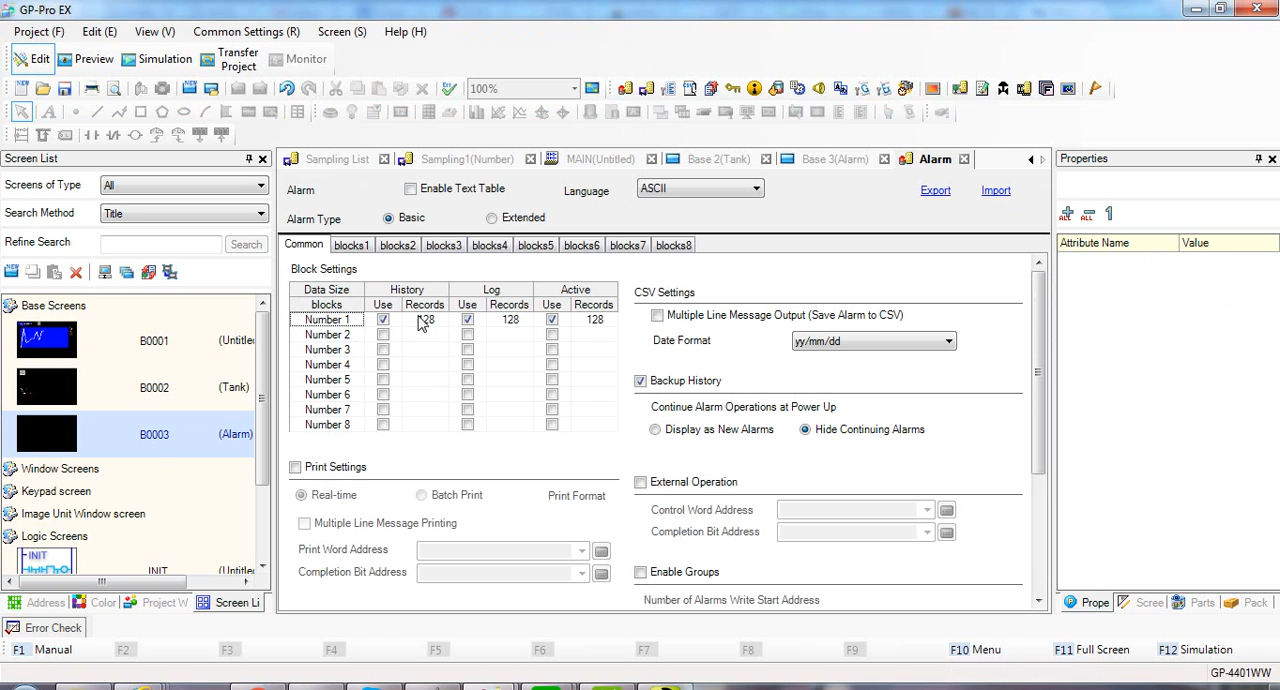 GP-Pro EX
Project (F) Edit (E) View (V) Common Settings (R) Screen (S) Help (H)
Edit Preview Simulation Transfer Project Monitor
100%
Screen List
Sampling List Sampling1(Number) MAIN(Untitled) Base 2(Tank) Base 3(Alarm) Alarm
Properties
Screens of Type All
Search Method Title
Refine Search Search
Alarm Enable Text Table Language ASCII Export Import
Alarm Type Basic Extended
Common blocks1 blocks2 blocks3 blocks4 blocks5 blocks6 blocks7 blocks8
Attribute Name Value
Base Screens
B0001 (Untitle
B0002 (Tank)
B0003 (Alarm)
Window Screens
Keypad screen
Image Unit Window screen
Logic Screens
INIT INIT (Untitle
Block Settings
Data Size History Log Active
blocks Use Records Use Records Use Records
Number 1 128 128 128
Number 2
Number 3
Number 4
Number 5
Number 6
Number 7
Number 8
Print Settings
Real-time Batch Print Print Format
Multiple Line Message Printing
Print Word Address
Completion Bit Address
CSV Settings
Multiple Line Message Output (Save Alarm to CSV)
Date Format yy/mm/dd
Backup History
Continue Alarm Operations at Power Up
Display as New Alarms Hide Continuing Alarms
External Operation
Control Word Address
Completion Bit Address
Enable Groups
Number of Alarms Write Start Address
Address Color Project W Screen Li
Prope Scree Parts Pack
Error Check
F1 Manual F2 F3 F4 F5 F6 F7 F8 F9 F10 Menu F11 Full Screen F12 Simulation
GP-4401WW